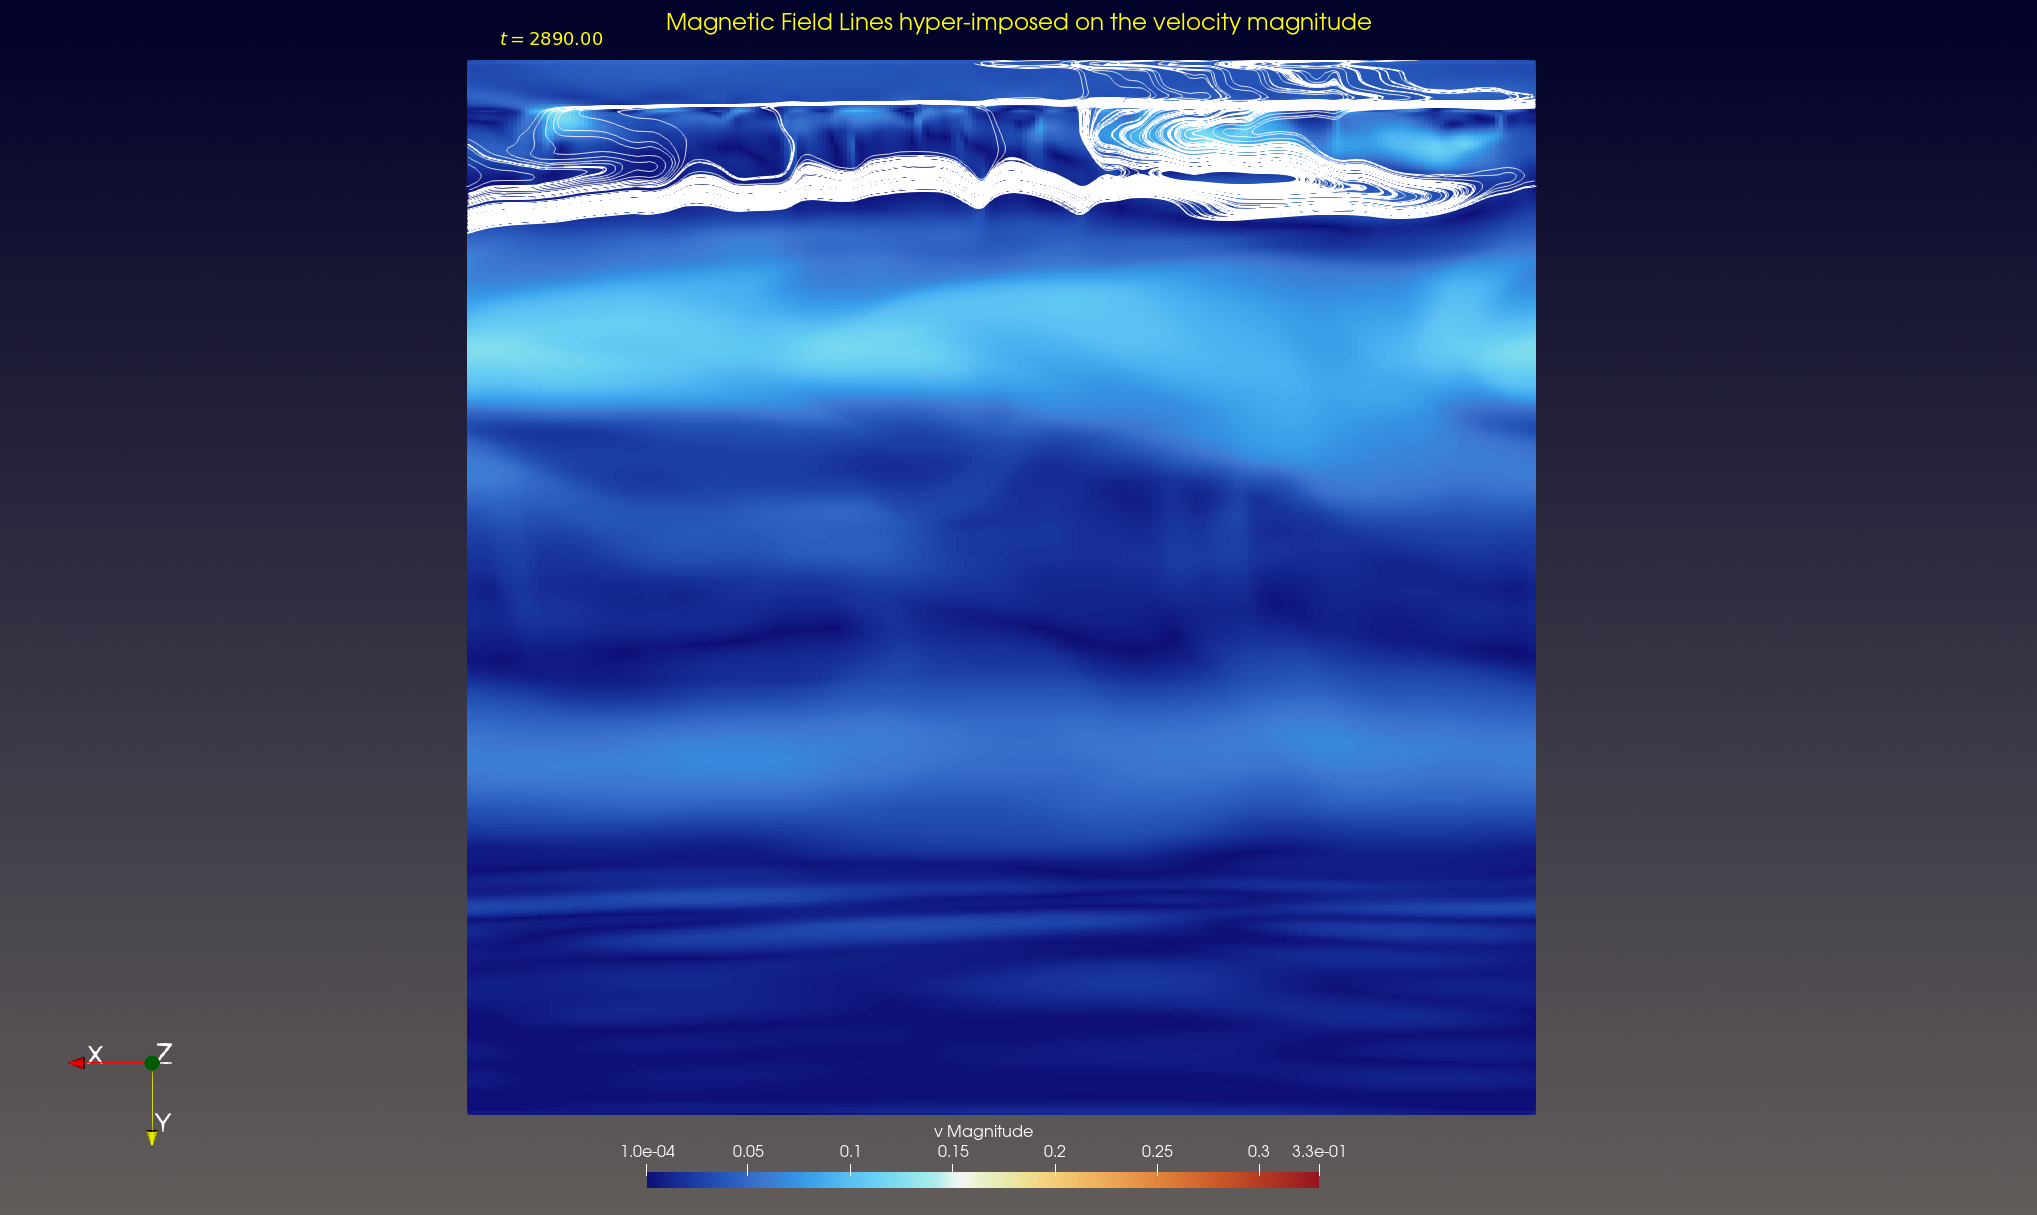 Magnetic Field Lines hyper-imposed on the velocity magnitude
t = 2890.00
X
Z
Y
v Magnitude
1.0e-04 0.05 0.1 0.15 0.2 0.25 0.3 3.3e-01